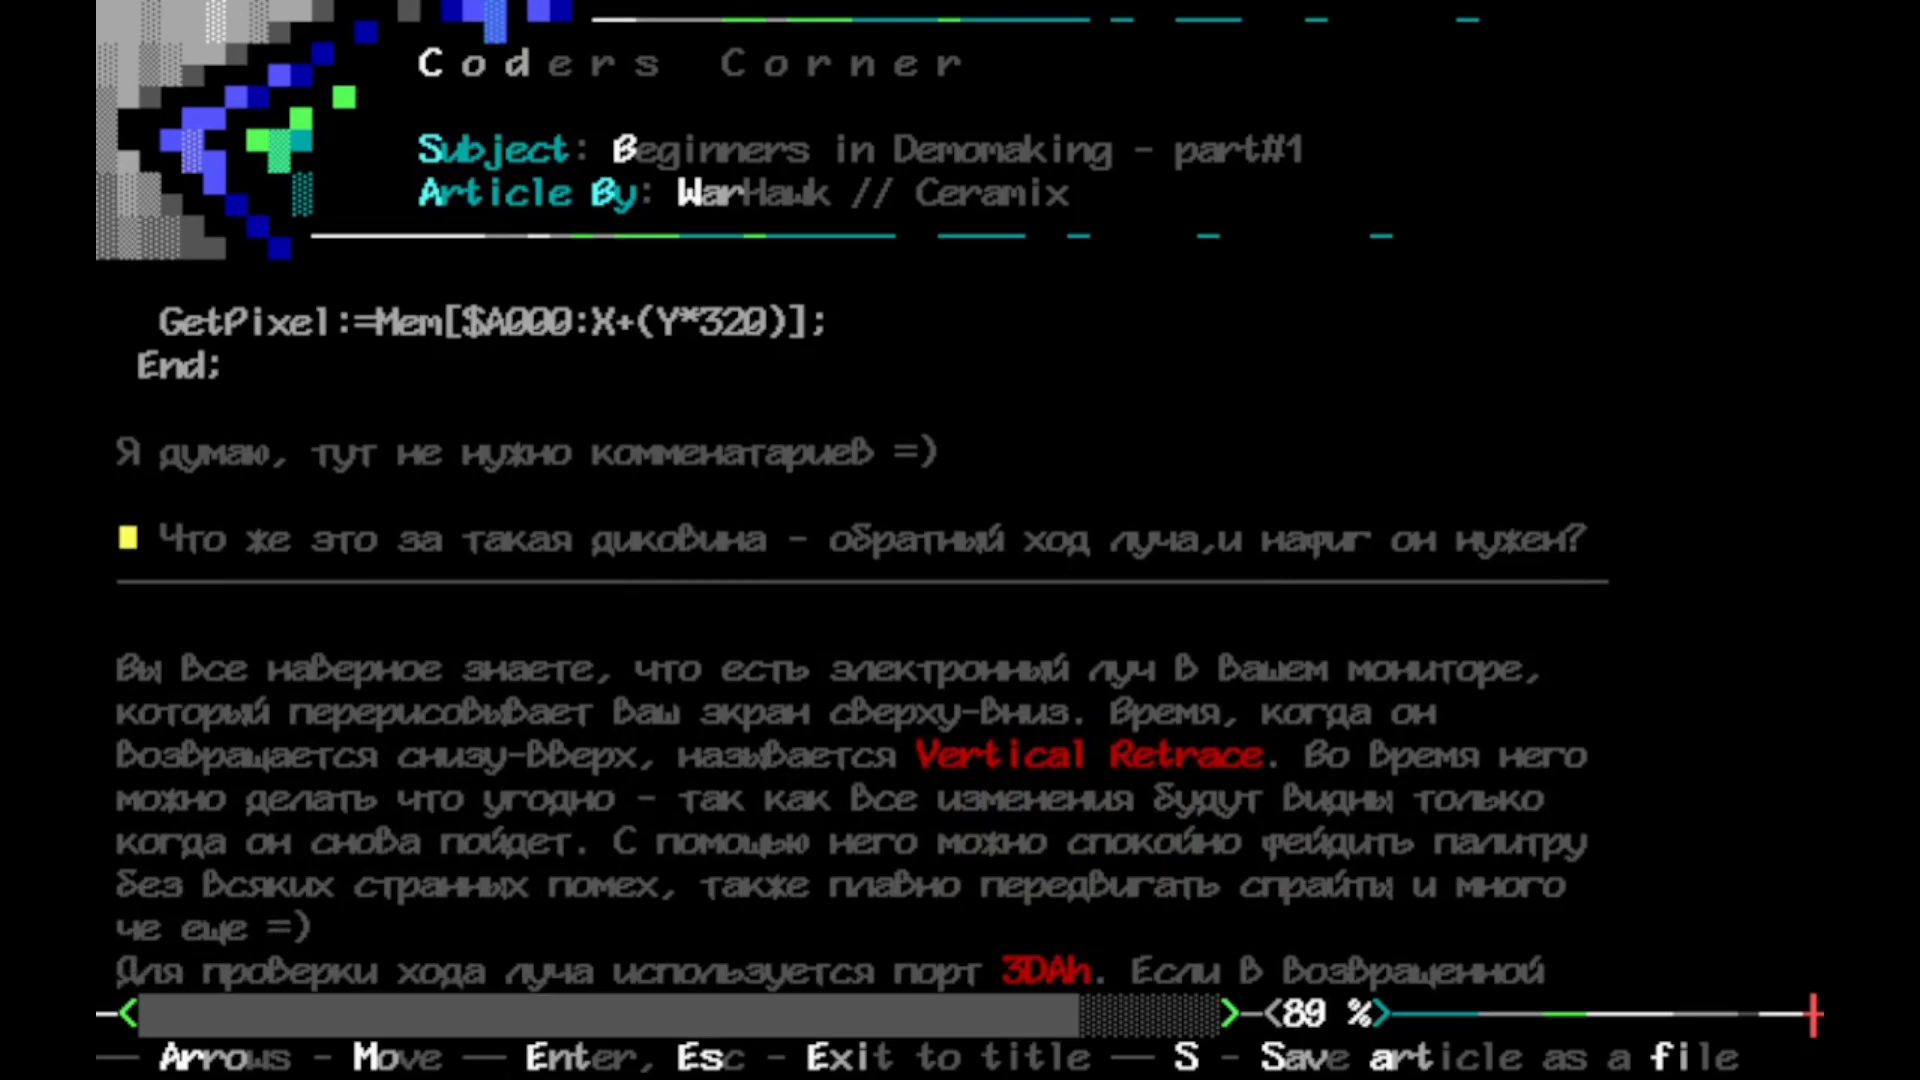 Coders Corner
Subject: Beginners in Demomaking - part#1
Article By: WarHawk // Ceramix
GetPixel:=Mem[$A000:X+(Y*320)];
End;
Я думаю, тут не нужно комменатариев =)
Что же это за такая диковина - обратный ход луча,и нафиг он нужен?
Вы все наверное знаете, что есть электронный луч в вашем мониторе,
который перерисовывает ваш экран сверху-вниз. Время, когда он
возвращается снизу-вверх, называется Vertical Retrace. Во время него
можно делать что угодно - так как все изменения будут видны только
когда он снова пойдет. С помощью него можно спокойно фейдить палитру
без всяких странных помех, также плавно передвигать спрайты и много
че еще =)
Для проверки хода луча используется порт 3DAh. Если в возвращенной
<89 %>
Arrows - Move — Enter, Esc - Exit to title — S - Save article as a file